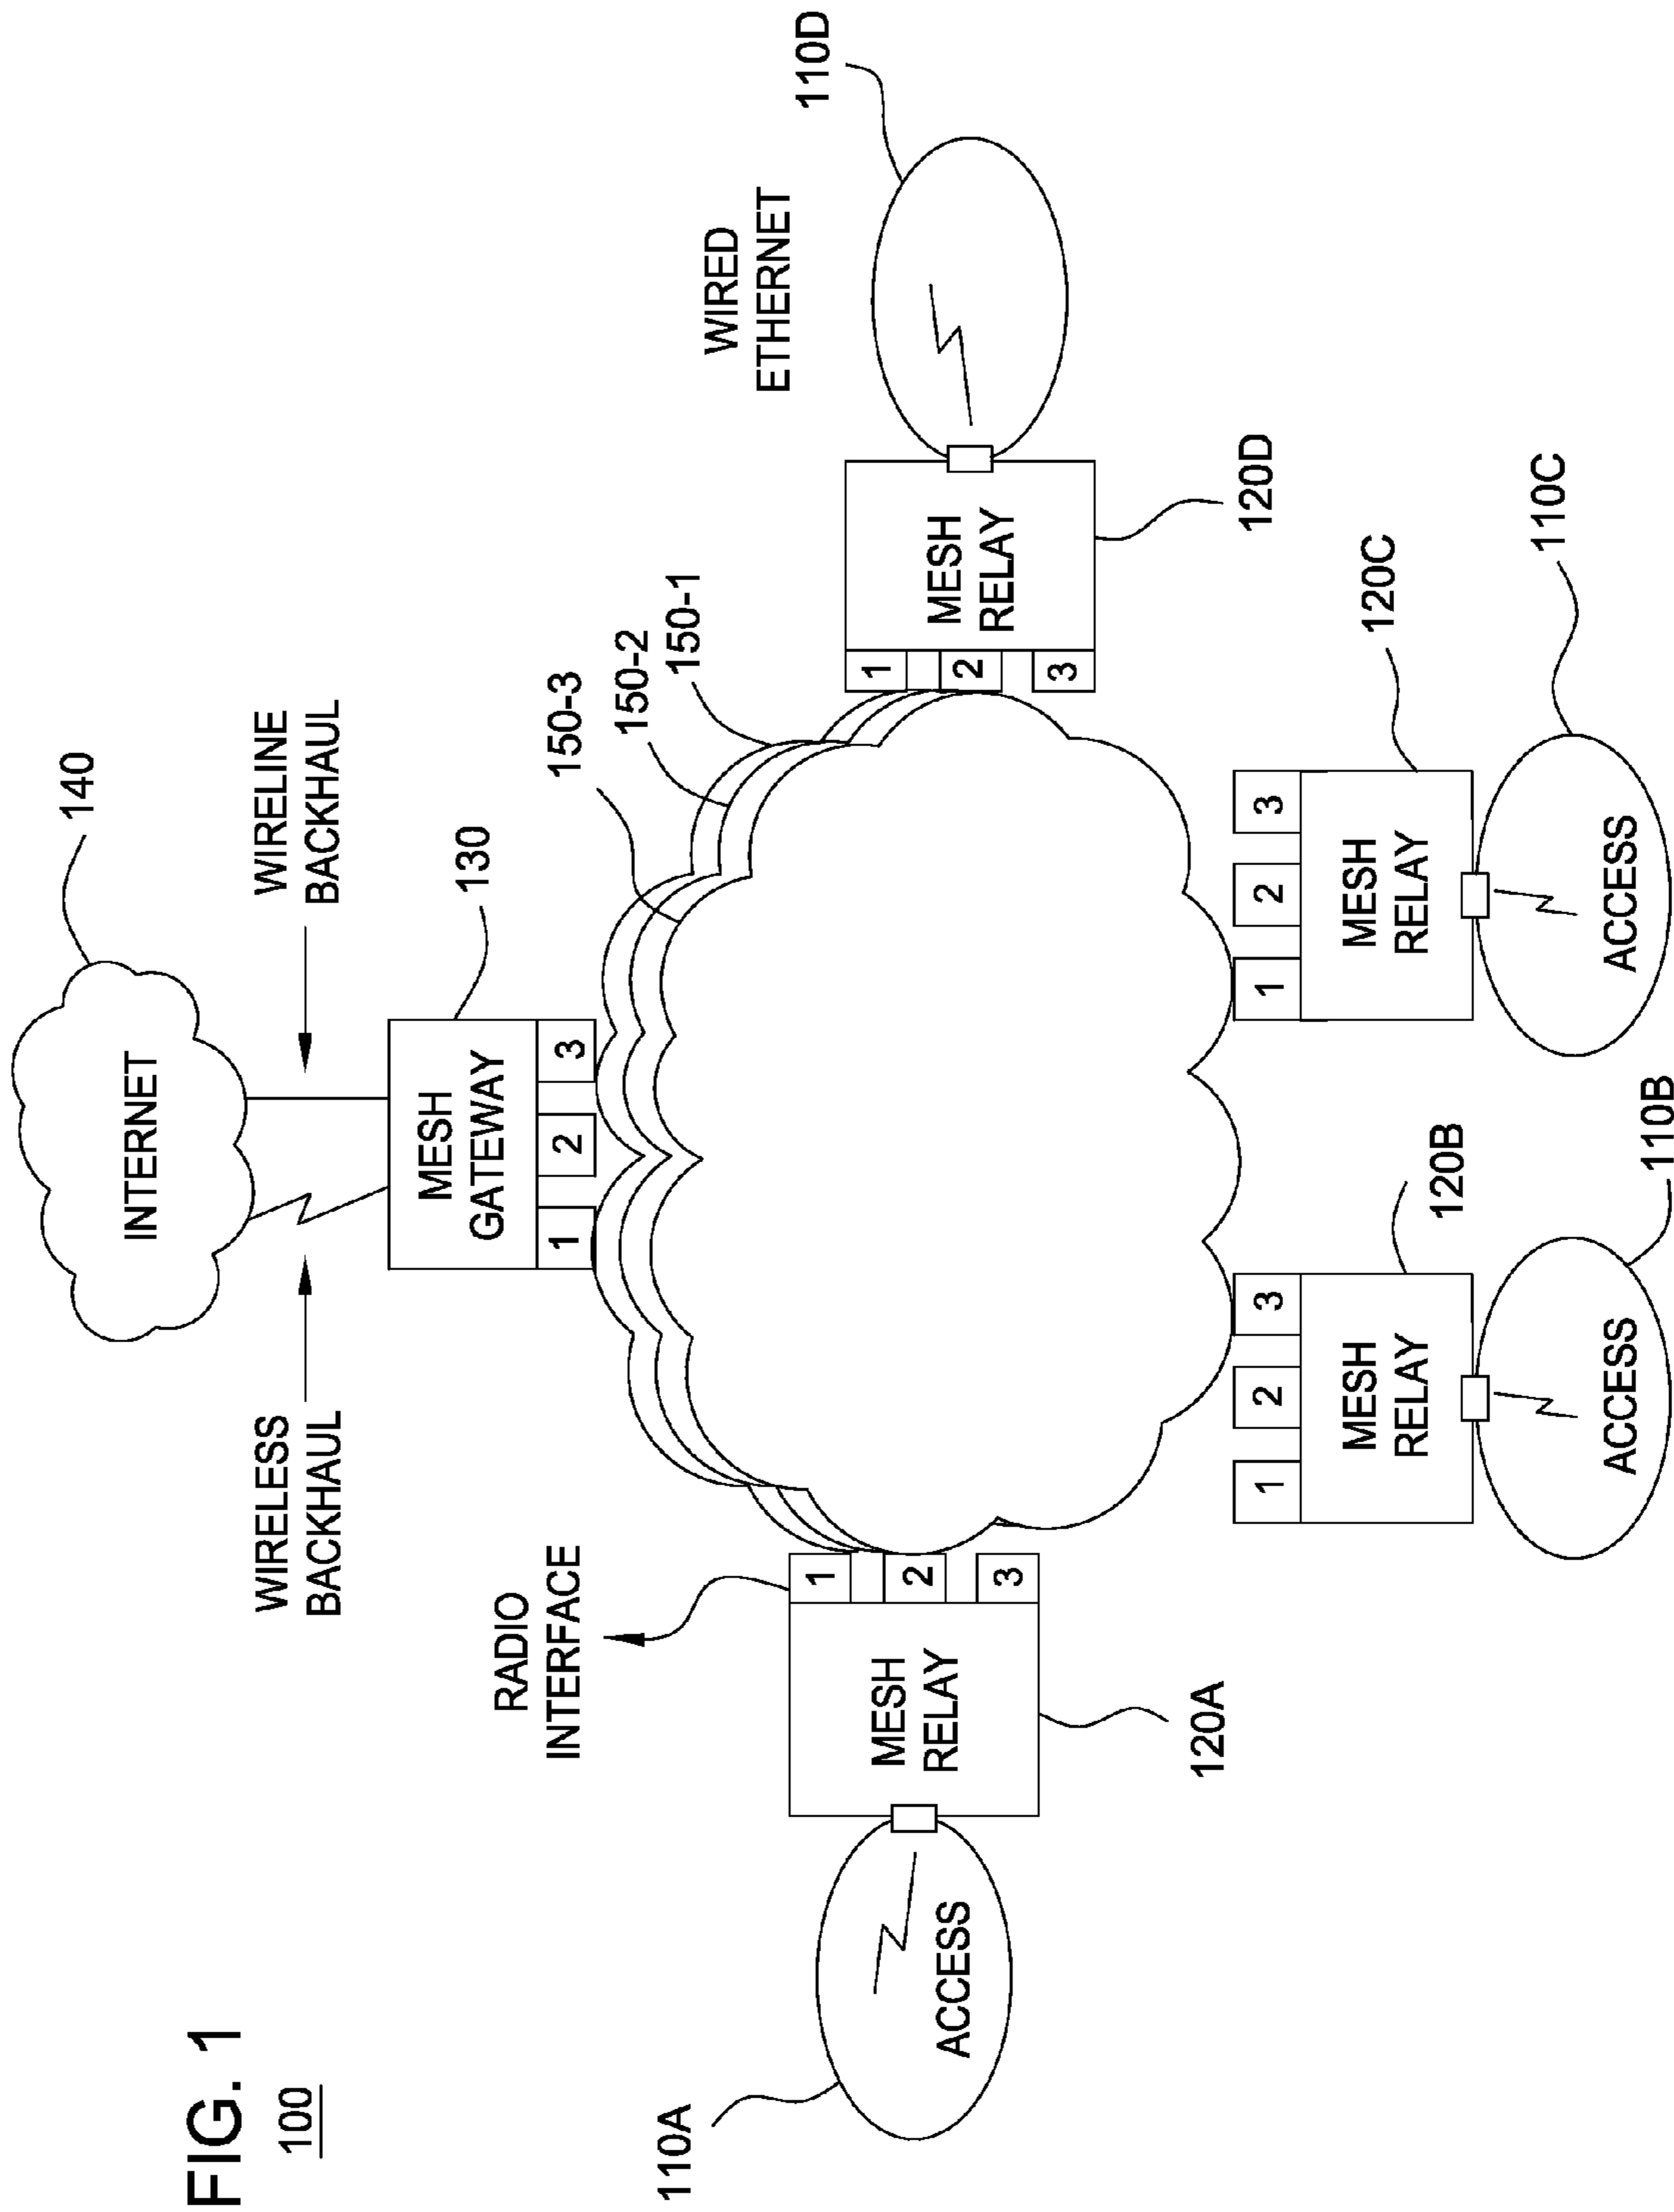 FIG. 1
100
140
INTERNET
WIRELESS
BACKHAUL
WIRELINE
BACKHAUL
130
MESH
GATEWAY
1 2 3
150-3
150-2
150-1
RADIO
INTERFACE
WIRED
ETHERNET
110A
ACCESS
MESH
RELAY
1
2
3
120A
1
2
3
MESH
RELAY
120D
110D
1 2 3
MESH
RELAY
120B
ACCESS
110B
1 2 3
MESH
RELAY
120C
ACCESS
110C